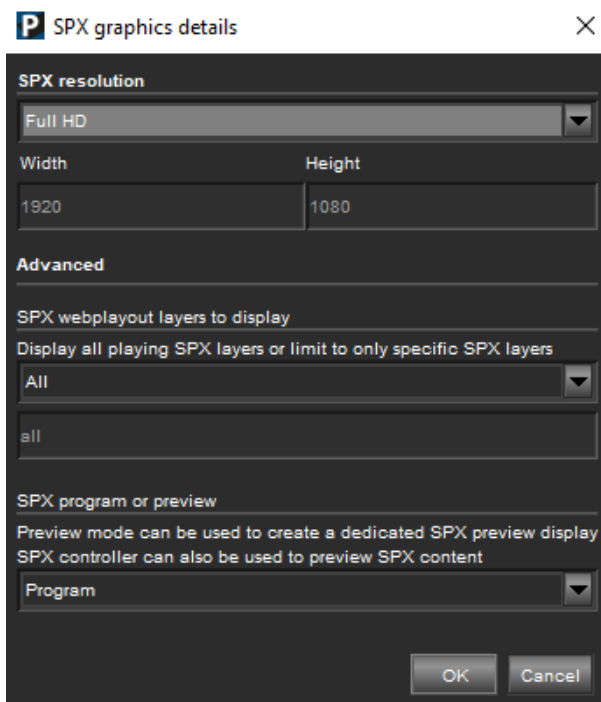 P SPX graphics details
SPX resolution
Full HD
Width Height
1920 1080
Advanced
SPX webplayout layers to display
Display all playing SPX layers or limit to only specific SPX layers
All
all
SPX program or preview
Preview mode can be used to create a dedicated SPX preview display
SPX controller can also be used to preview SPX content
Program
OK Cancel